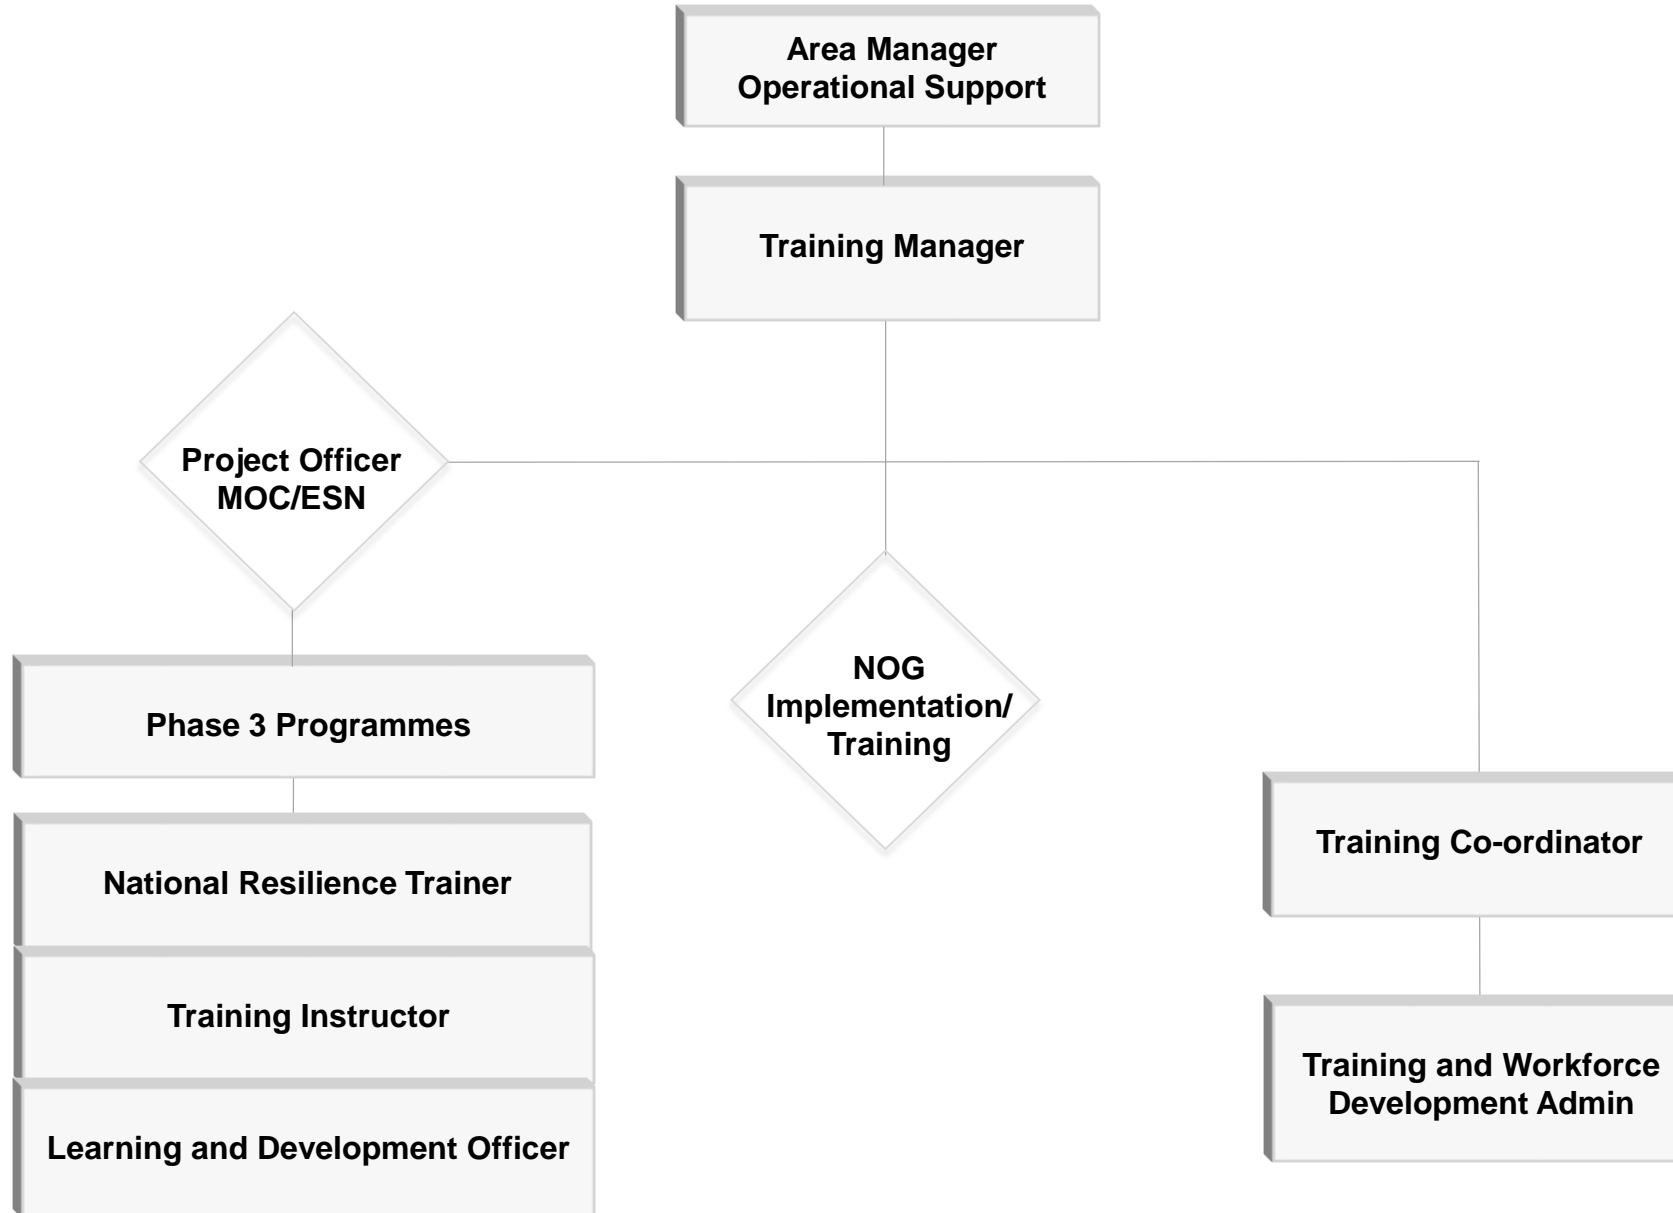 Area Manager
Operational Support
Training Manager
Project Officer
MOC/ESN
NOG
Implementation/
Training
Phase 3 Programmes
National Resilience Trainer
Training Instructor
Learning and Development Officer
Training Co-ordinator
Training and Workforce
Development Admin